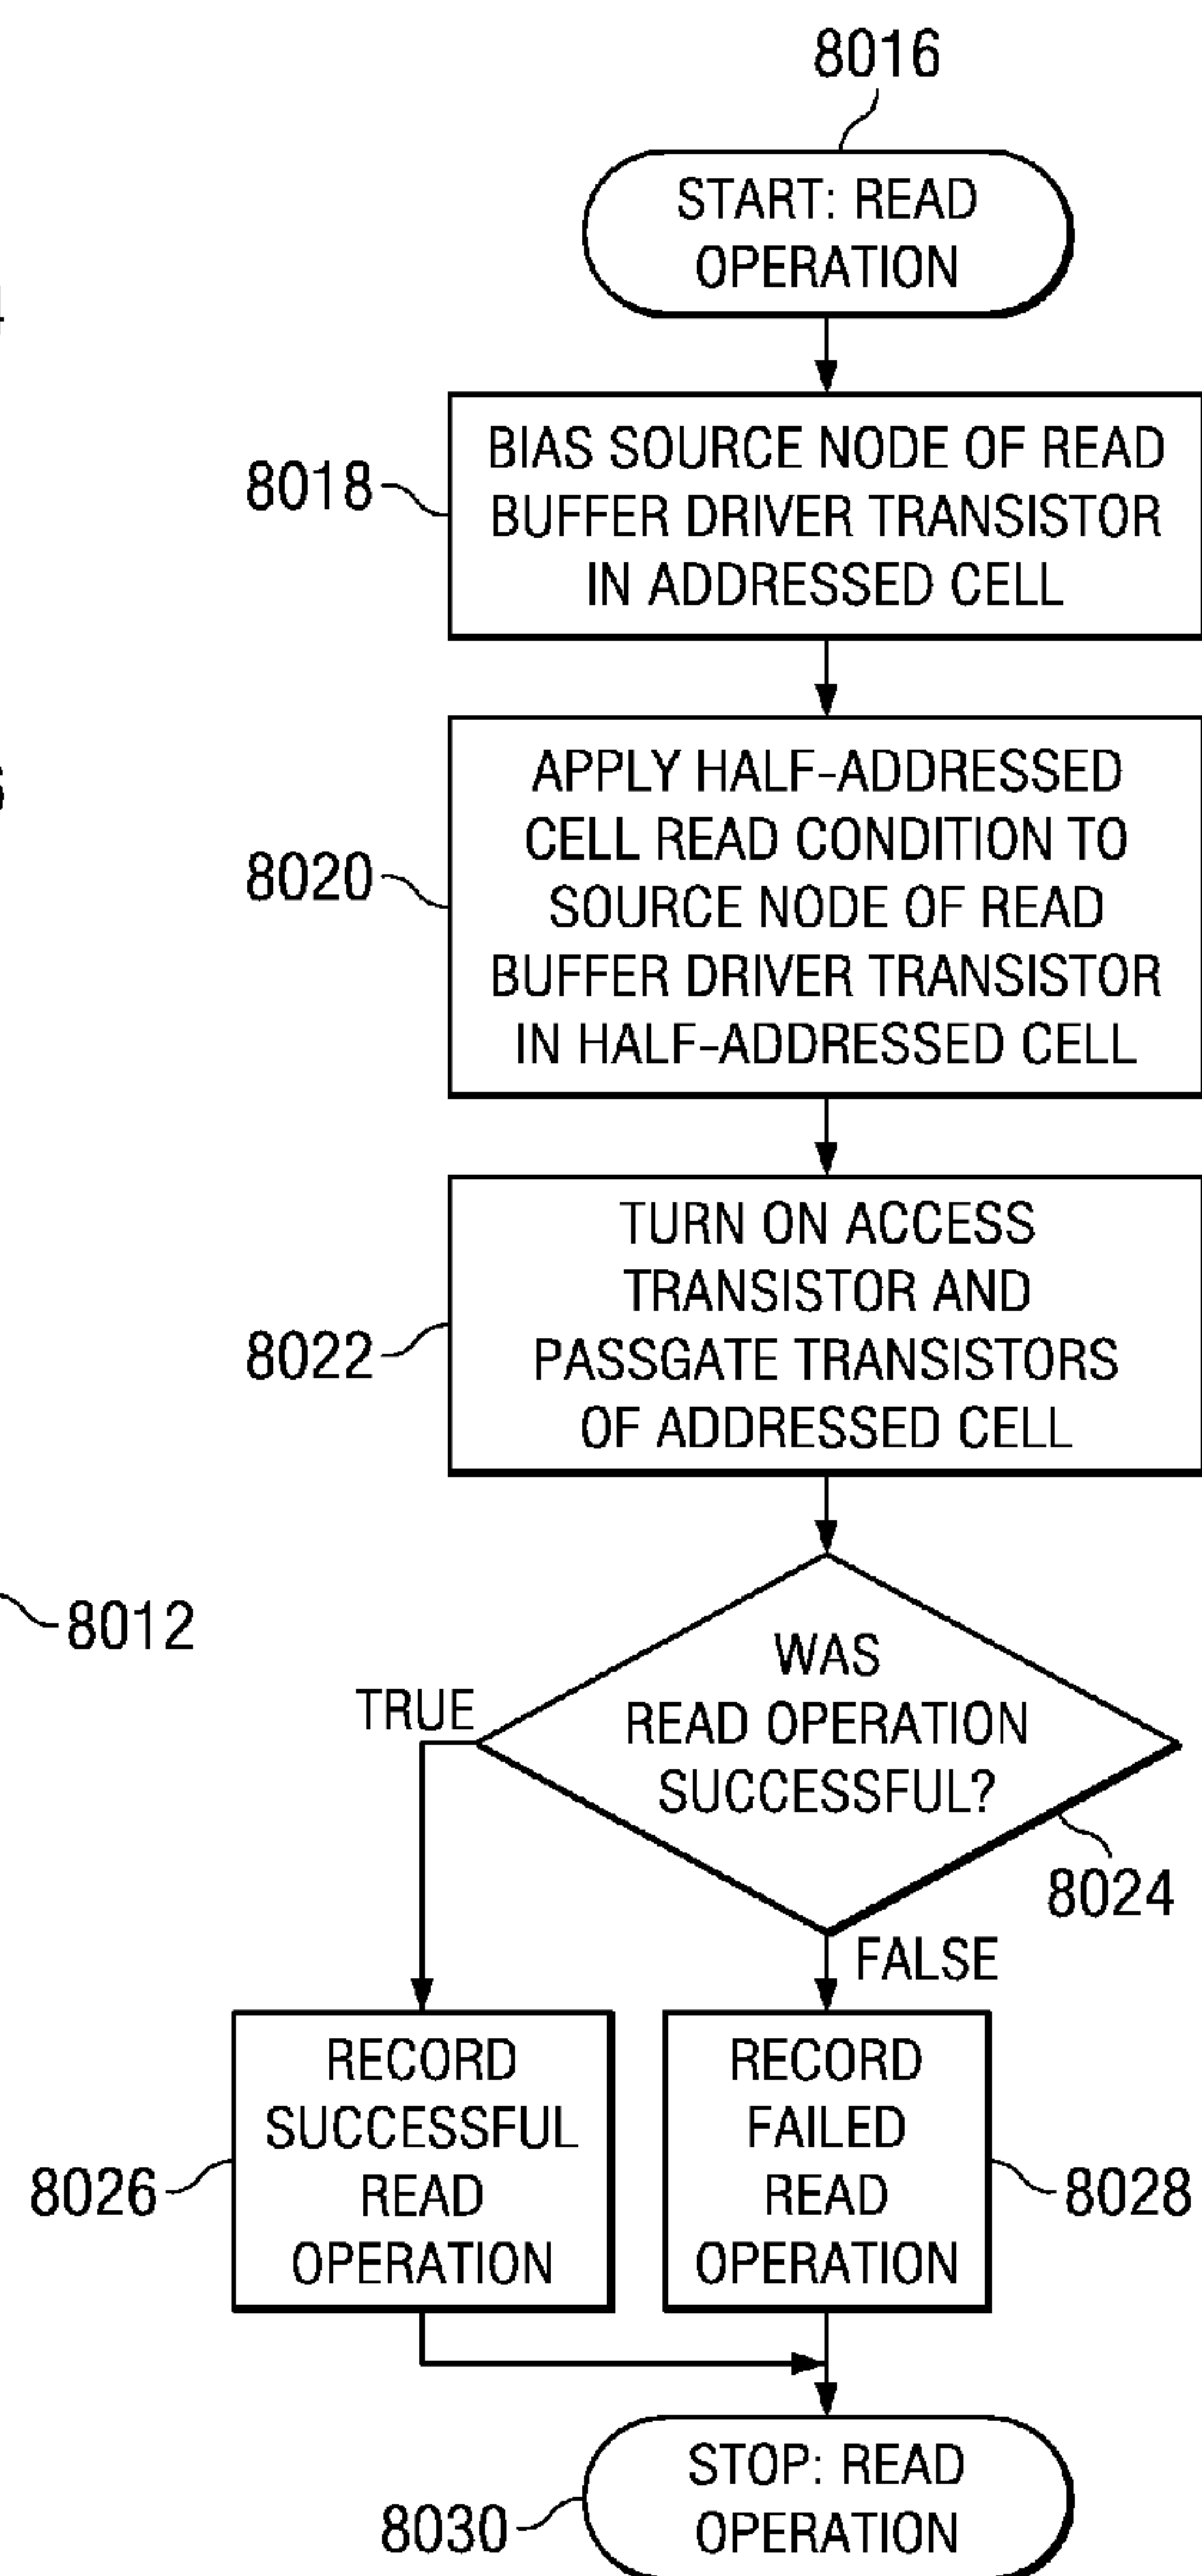 8016
START: READ
OPERATION
8018
BIAS SOURCE NODE OF READ
BUFFER DRIVER TRANSISTOR
IN ADDRESSED CELL
8020
APPLY HALF-ADDRESSED
CELL READ CONDITION TO
SOURCE NODE OF READ
BUFFER DRIVER TRANSISTOR
IN HALF-ADDRESSED CELL
8022
TURN ON ACCESS
TRANSISTOR AND
PASSGATE TRANSISTORS
OF ADDRESSED CELL
8012
WAS
READ OPERATION
SUCCESSFUL?
TRUE
8024
FALSE
RECORD
SUCCESSFUL
READ
OPERATION
8026
RECORD
FAILED
READ
OPERATION
8028
STOP: READ
OPERATION
8030